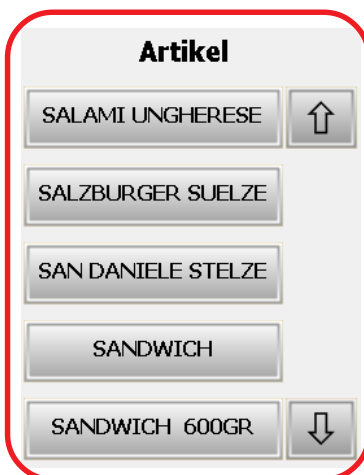 Artikel
SALAMI UNGHERESE
SALZBURGER SUELZE
SAN DANIELE STELZE
SANDWICH
SANDWICH 600GR